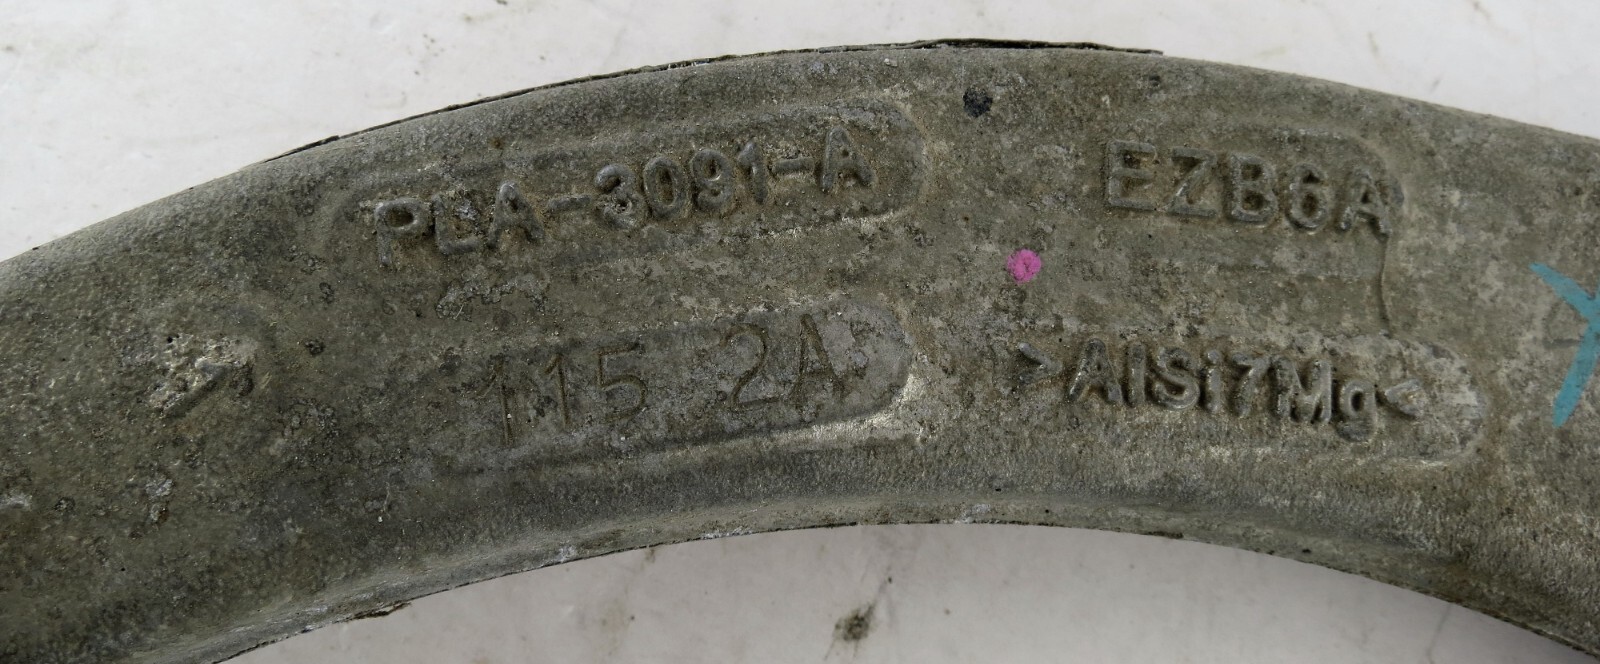 PLA-3091-A
EZB6A
115 2A
>AlSi7Mg<